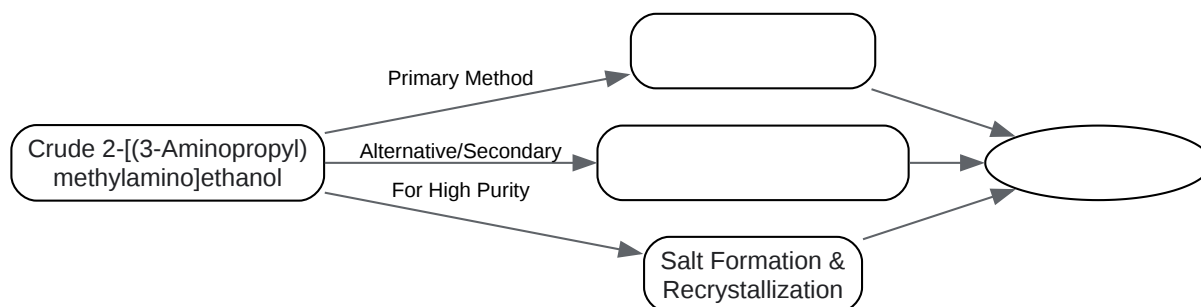 Primary Method
Crude 2-[(3-Aminopropyl)
methylamino]ethanol
Alternative/Secondary
For High Purity
Salt Formation &
Recrystallization